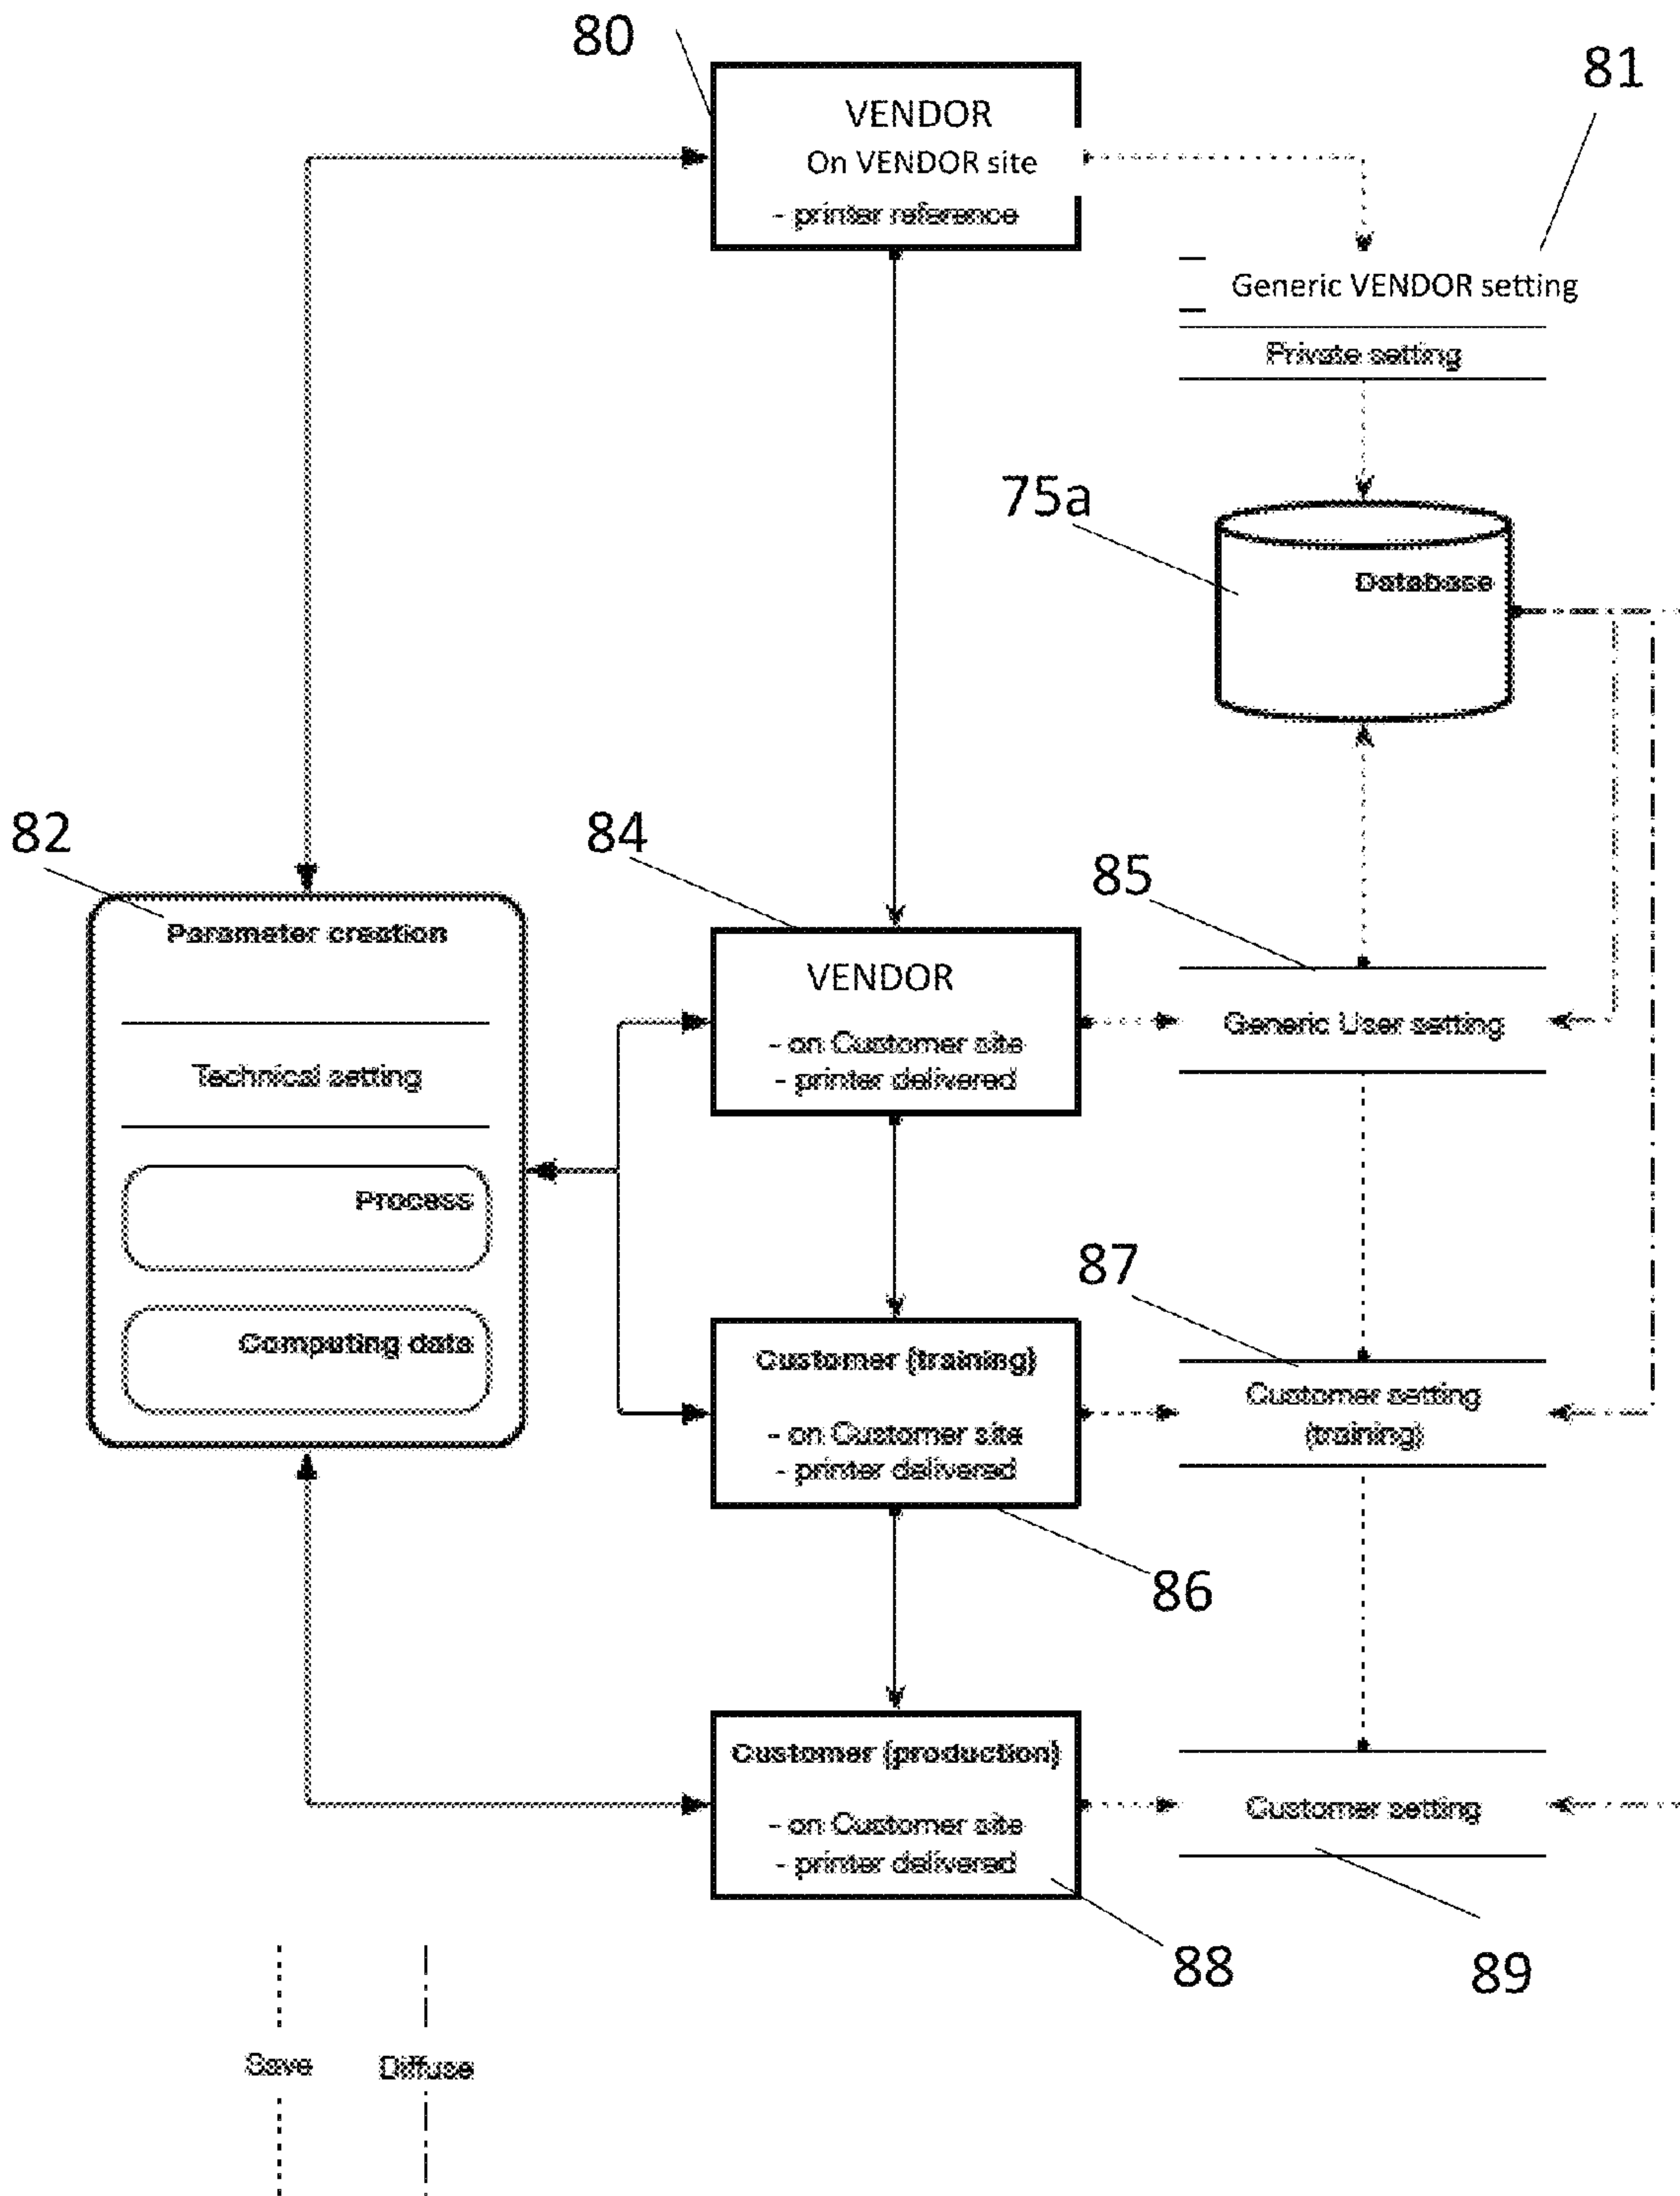 80
81
VENDOR
On VENDOR site
- printer reference
Generic VENDOR setting
Private setting
75a
Database
82
84
85
Parameter creation
VENDOR
Technical setting
- on Customer site
- printer delivered
Generic User setting
Process
87
Computing data
Customer (training)
- on Customer site
- printer delivered
Customer setting
(training)
86
Customer (production)
- on Customer site
- printer delivered
Customer setting
88
89
Save
Diffuse